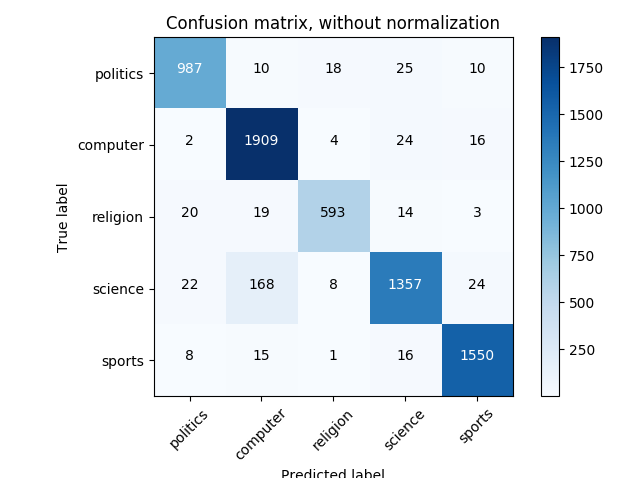 Confusion matrix, without normalization
politics 987 10 18 25 10
computer 2 1909 4 24 16
religion 20 19 593 14 3
science 22 168 8 1357 24
sports 8 15 1 16 1550
politics computer religion science sports
True label
Predicted label
1750
1500
1250
1000
750
500
250